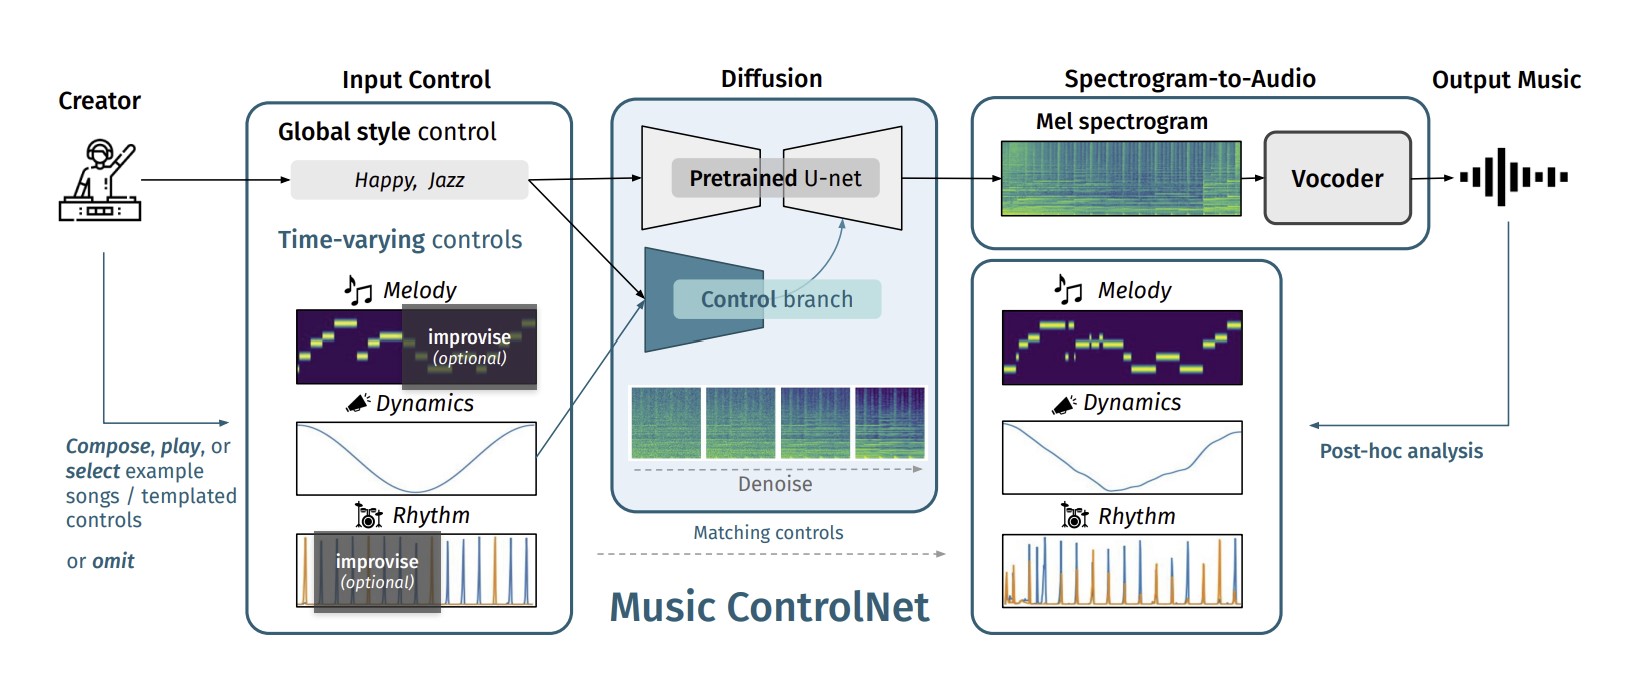 Creator
Input Control
Global style control
Happy, Jazz
Time-varying controls
Melody
improvise
(optional)
Dynamics
Rhythm
improvise
(optional)
Compose, play, or
select example
songs / templated
controls
or omit
Diffusion
Pretrained U-net
Control branch
Denoise
Matching controls
Music ControlNet
Spectrogram-to-Audio
Mel spectrogram
Vocoder
Output Music
Melody
Dynamics
Rhythm
Post-hoc analysis